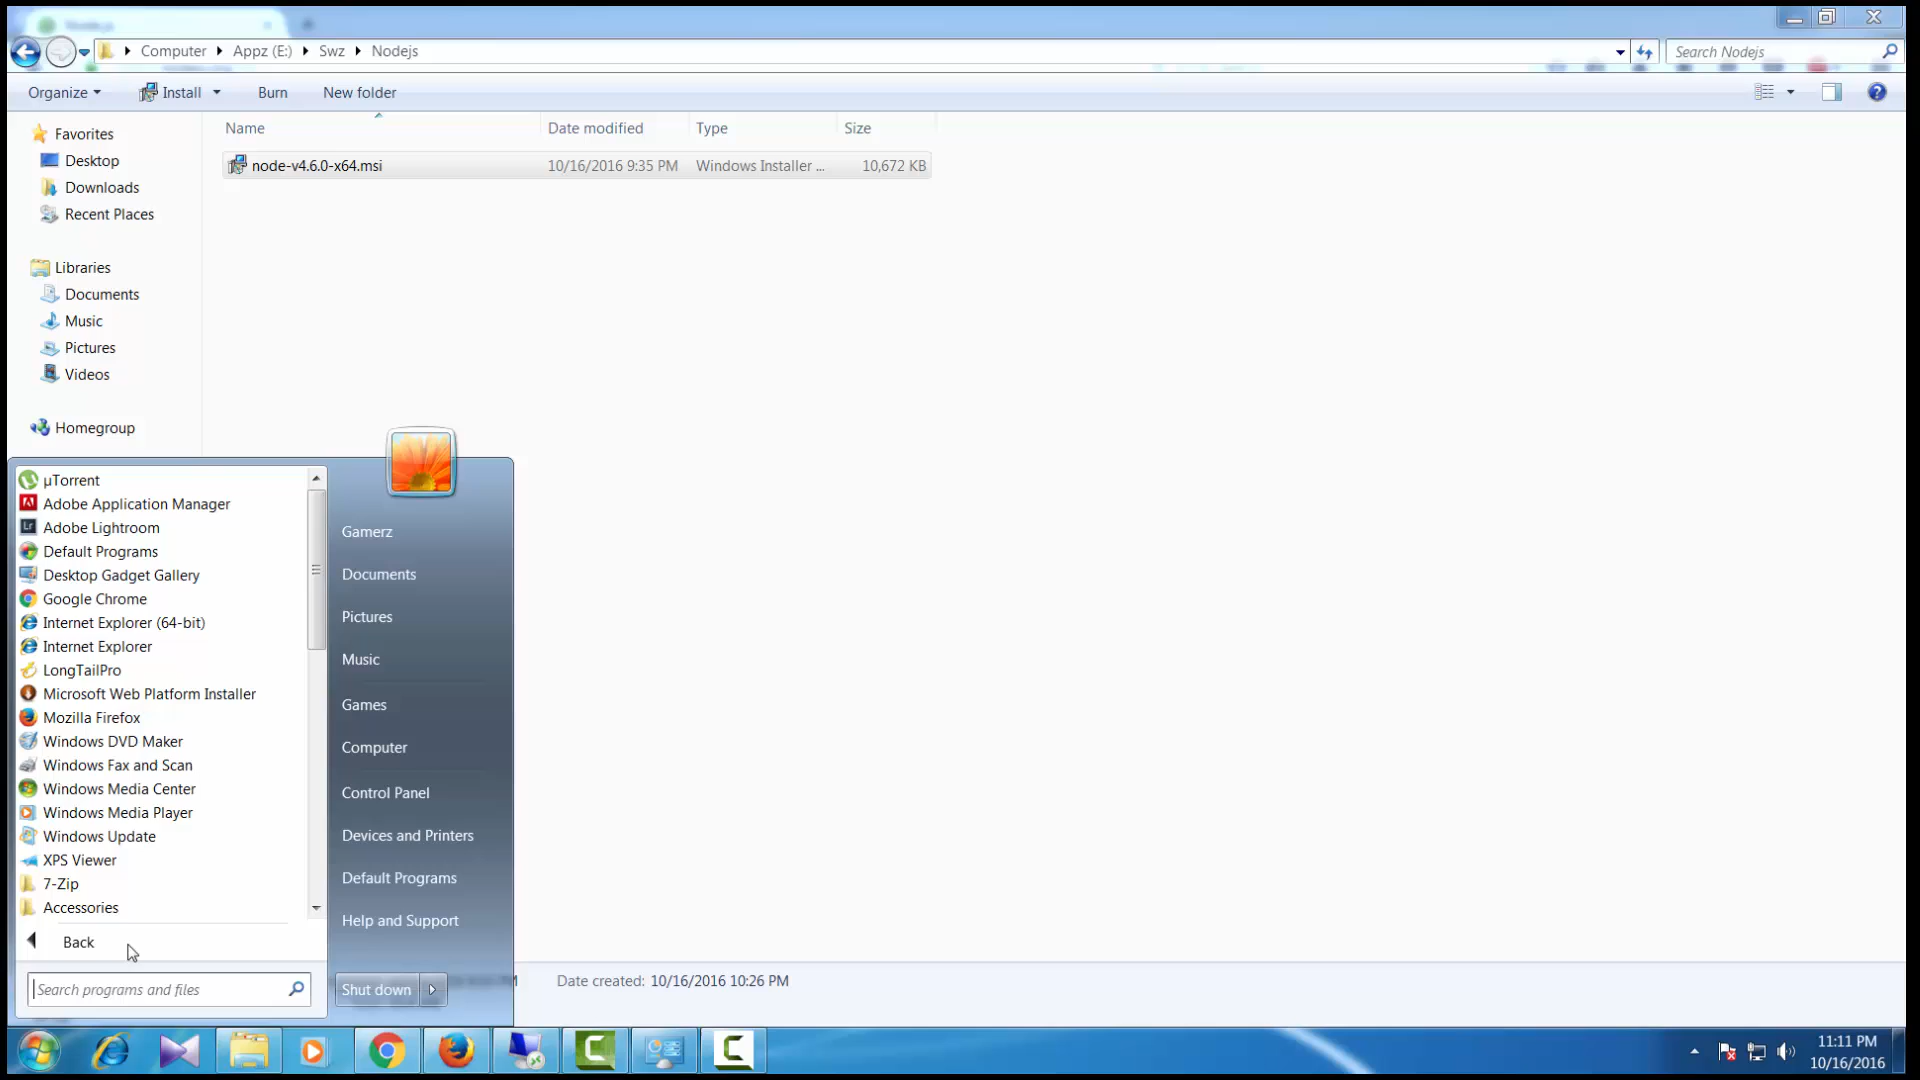 Computer Appz (E:) Swz Nodejs
Search Nodejs
Organize Install Burn New folder
Name Date modified Type Size
node-v4.6.0-x64.msi 10/16/2016 9:35 PM Windows Installer ... 10,672 KB
Favorites
Desktop
Downloads
Recent Places
Libraries
Documents
Music
Pictures
Videos
Homegroup
µTorrent
Adobe Application Manager
Adobe Lightroom
Default Programs
Desktop Gadget Gallery
Google Chrome
Internet Explorer (64-bit)
Internet Explorer
LongTailPro
Microsoft Web Platform Installer
Mozilla Firefox
Windows DVD Maker
Windows Fax and Scan
Windows Media Center
Windows Media Player
Windows Update
XPS Viewer
7-Zip
Accessories
Back
Search programs and files
Gamerz
Documents
Pictures
Music
Games
Computer
Control Panel
Devices and Printers
Default Programs
Help and Support
Shut down
Date created: 10/16/2016 10:26 PM
11:11 PM
10/16/2016